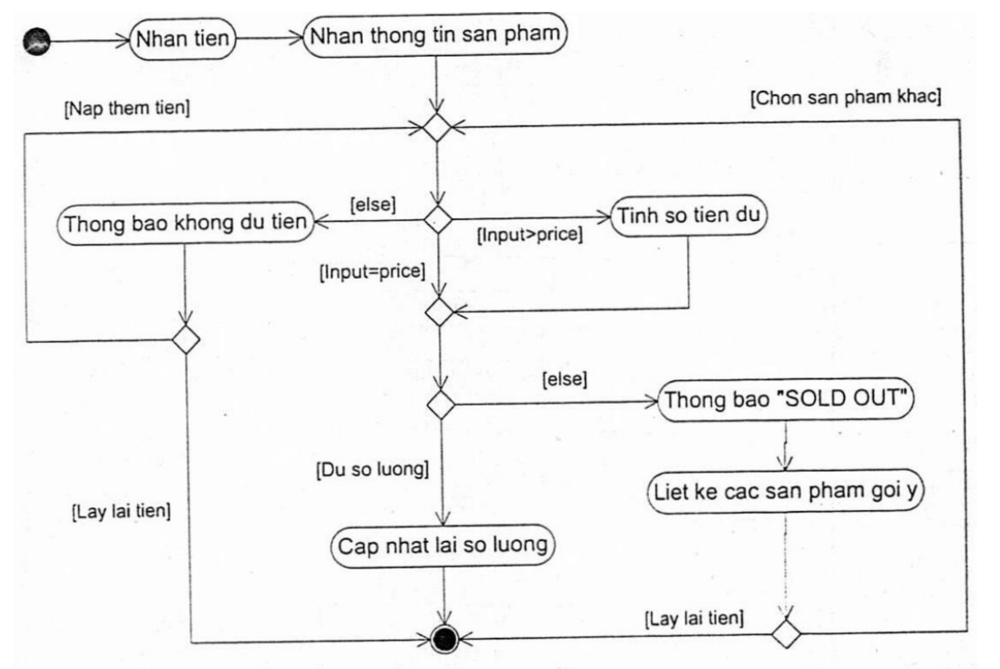 Nhan tien
Nhan thong tin san pham
[Nap them tien]
[Chon san pham khac]
[else]
Thong bao khong du tien
Tinh so tien du
[Input>price]
[Input=price]
[else]
Thong bao "SOLD OUT"
[Du so luong]
Liet ke cac san pham goi y
[Lay lai tien]
Cap nhat lai so luong
[Lay lai tien]